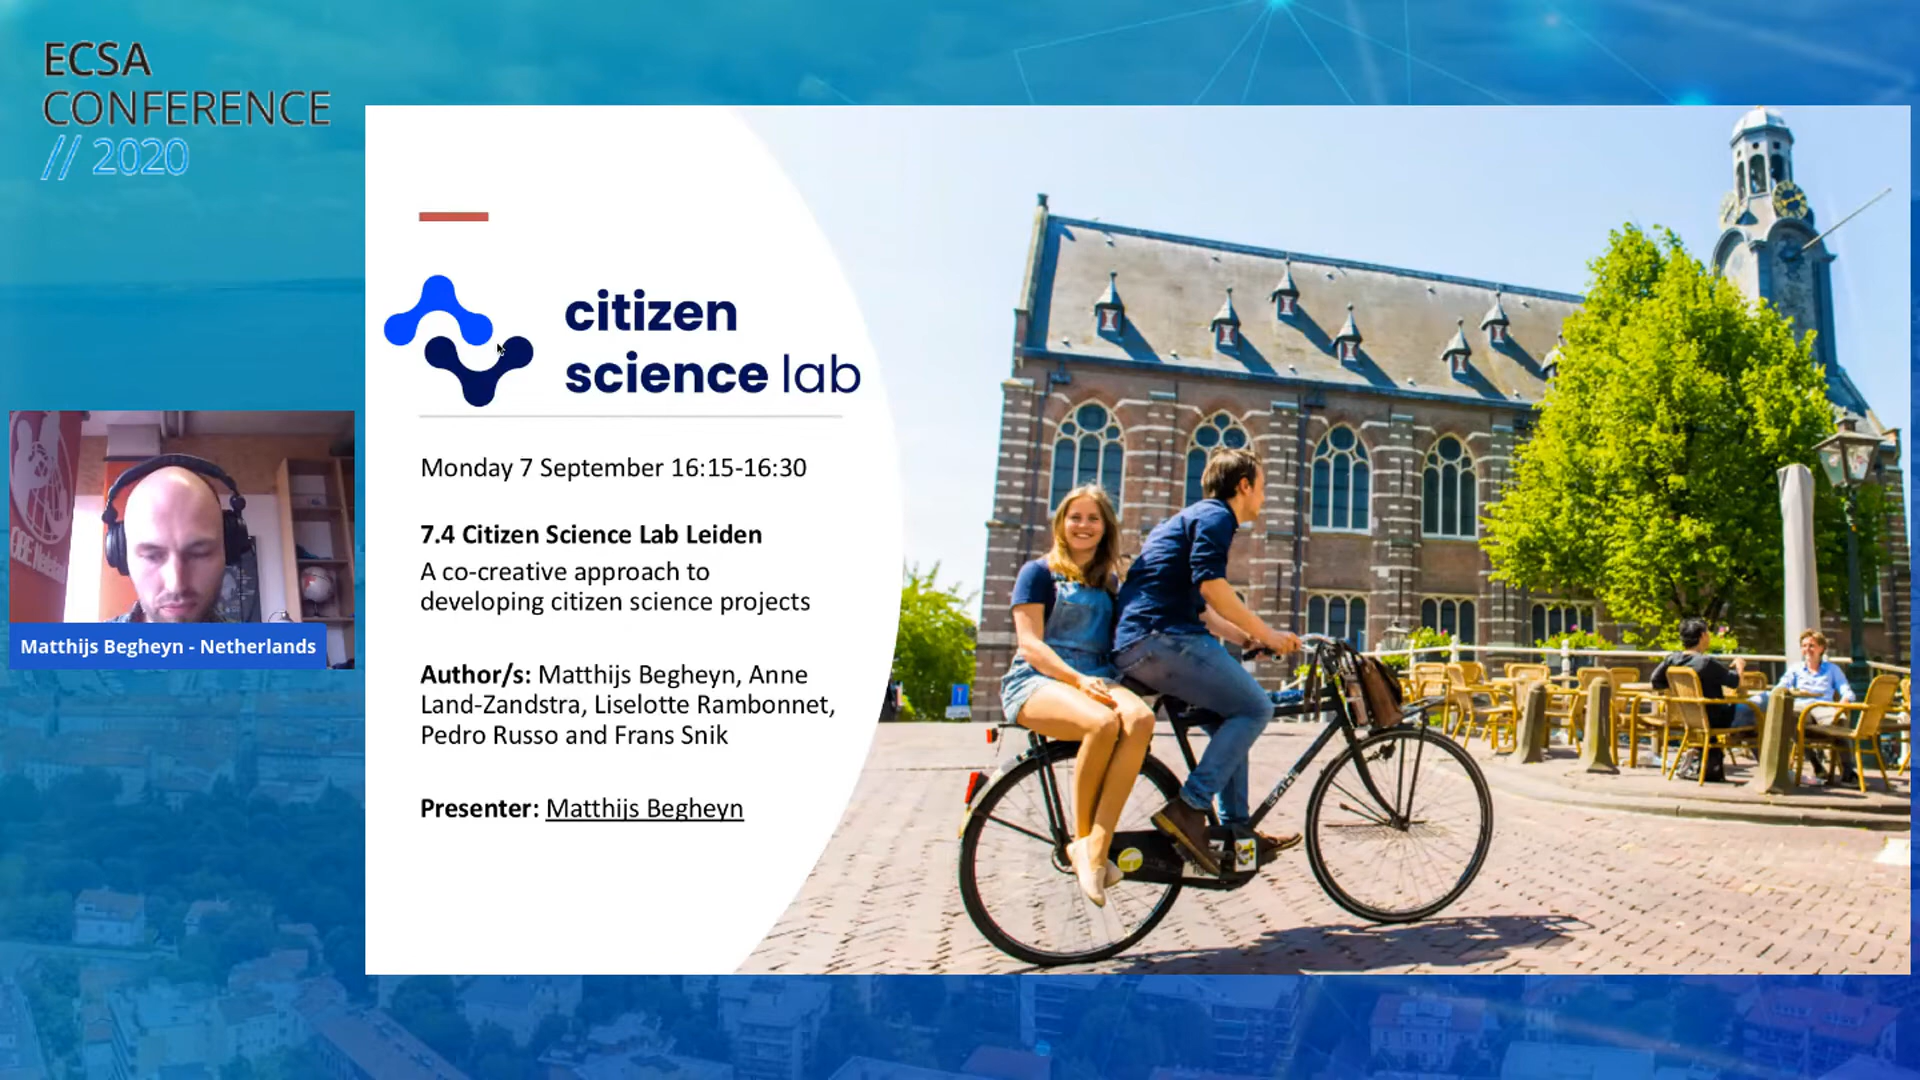 ECSA
CONFERENCE
// 2020
citizen
science lab
Monday 7 September 16:15-16:30
7.4 Citizen Science Lab Leiden
A co-creative approach to
developing citizen science projects
Author/s: Matthijs Begheyn, Anne
Land-Zandstra, Liselotte Rambonnet,
Pedro Russo and Frans Snik
Presenter: Matthijs Begheyn
Matthijs Begheyn - Netherlands